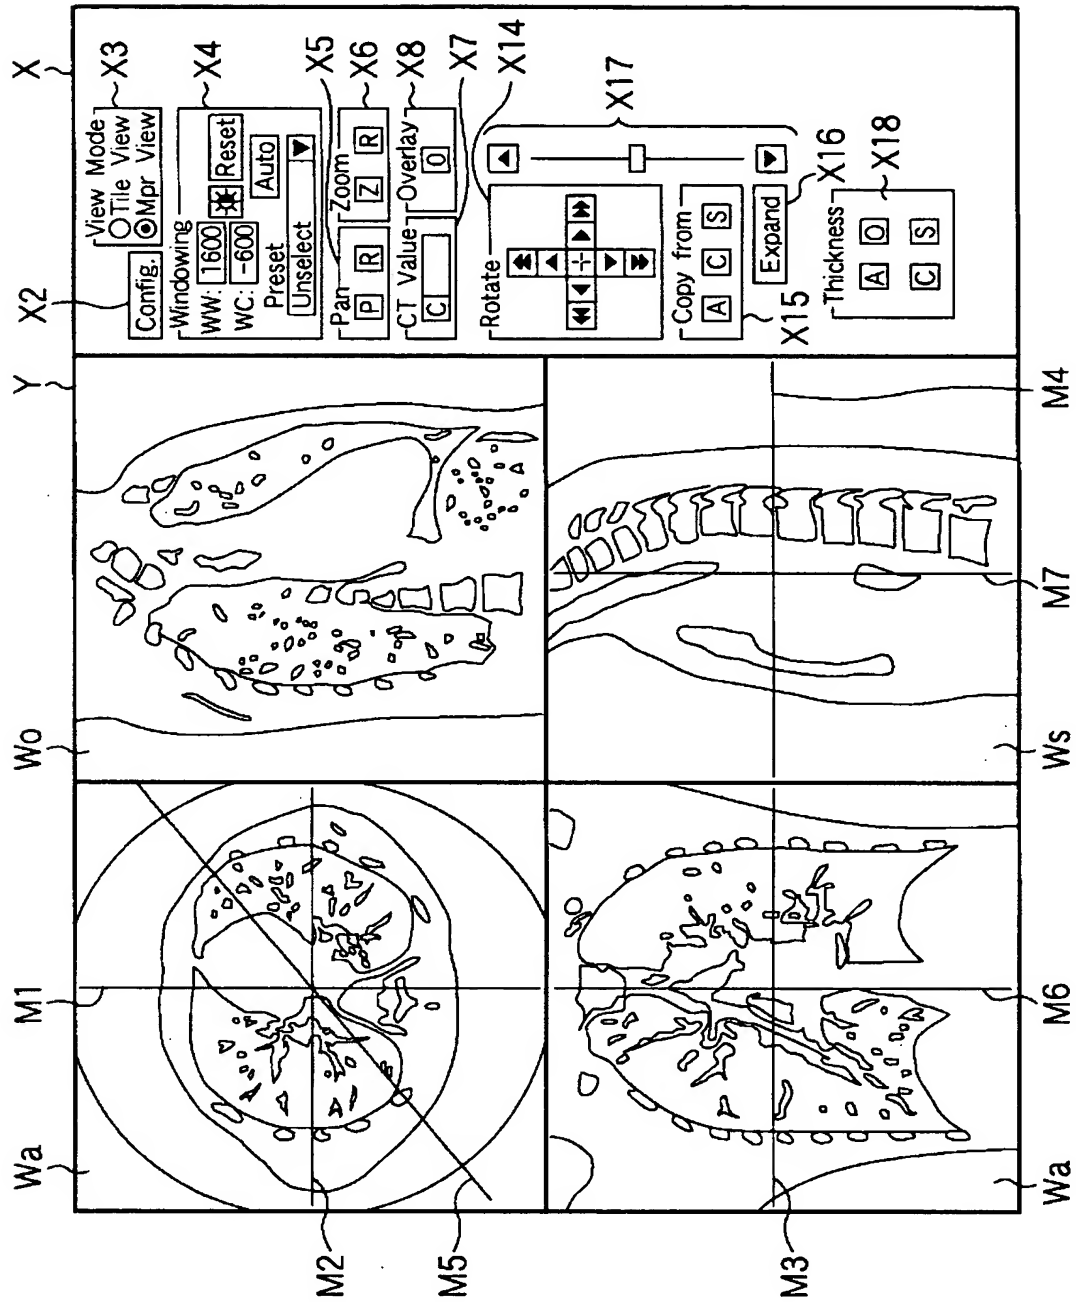 Wa
M1
Wo
Y
X2
X
Config.
View Mode
Tile View
Mpr View
X3
Windowing
WW: 1600
Reset
WC: -600
Auto
Preset
Unselect
X4
X5
Pan
P R
Zoom
Z R
X6
CT Value
C
Overlay
O
X8
X7
X14
Rotate
X17
Copy from
A C S
Expand
X16
X15
Thickness
A O
C S
X18
M2
M5
M3
Wa
M6
Ws
M7
M4